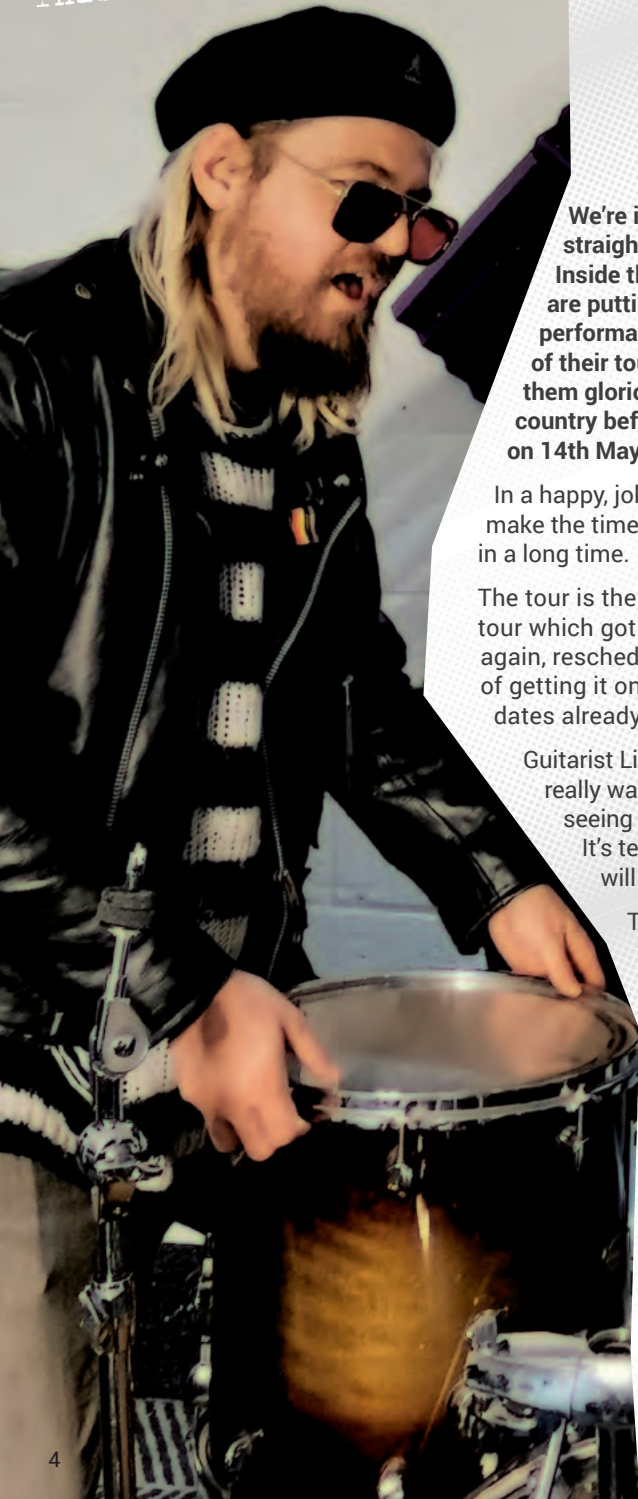 We're i
straigh
Inside th
are putti
performa
of their tou
them glorio
country bef
on 14th May
In a happy, jol
make the time
in a long time.
The tour is the
tour which got
again, resched
of getting it on
dates already
Guitarist Li
really wa
seeing
It's te
will
T
4